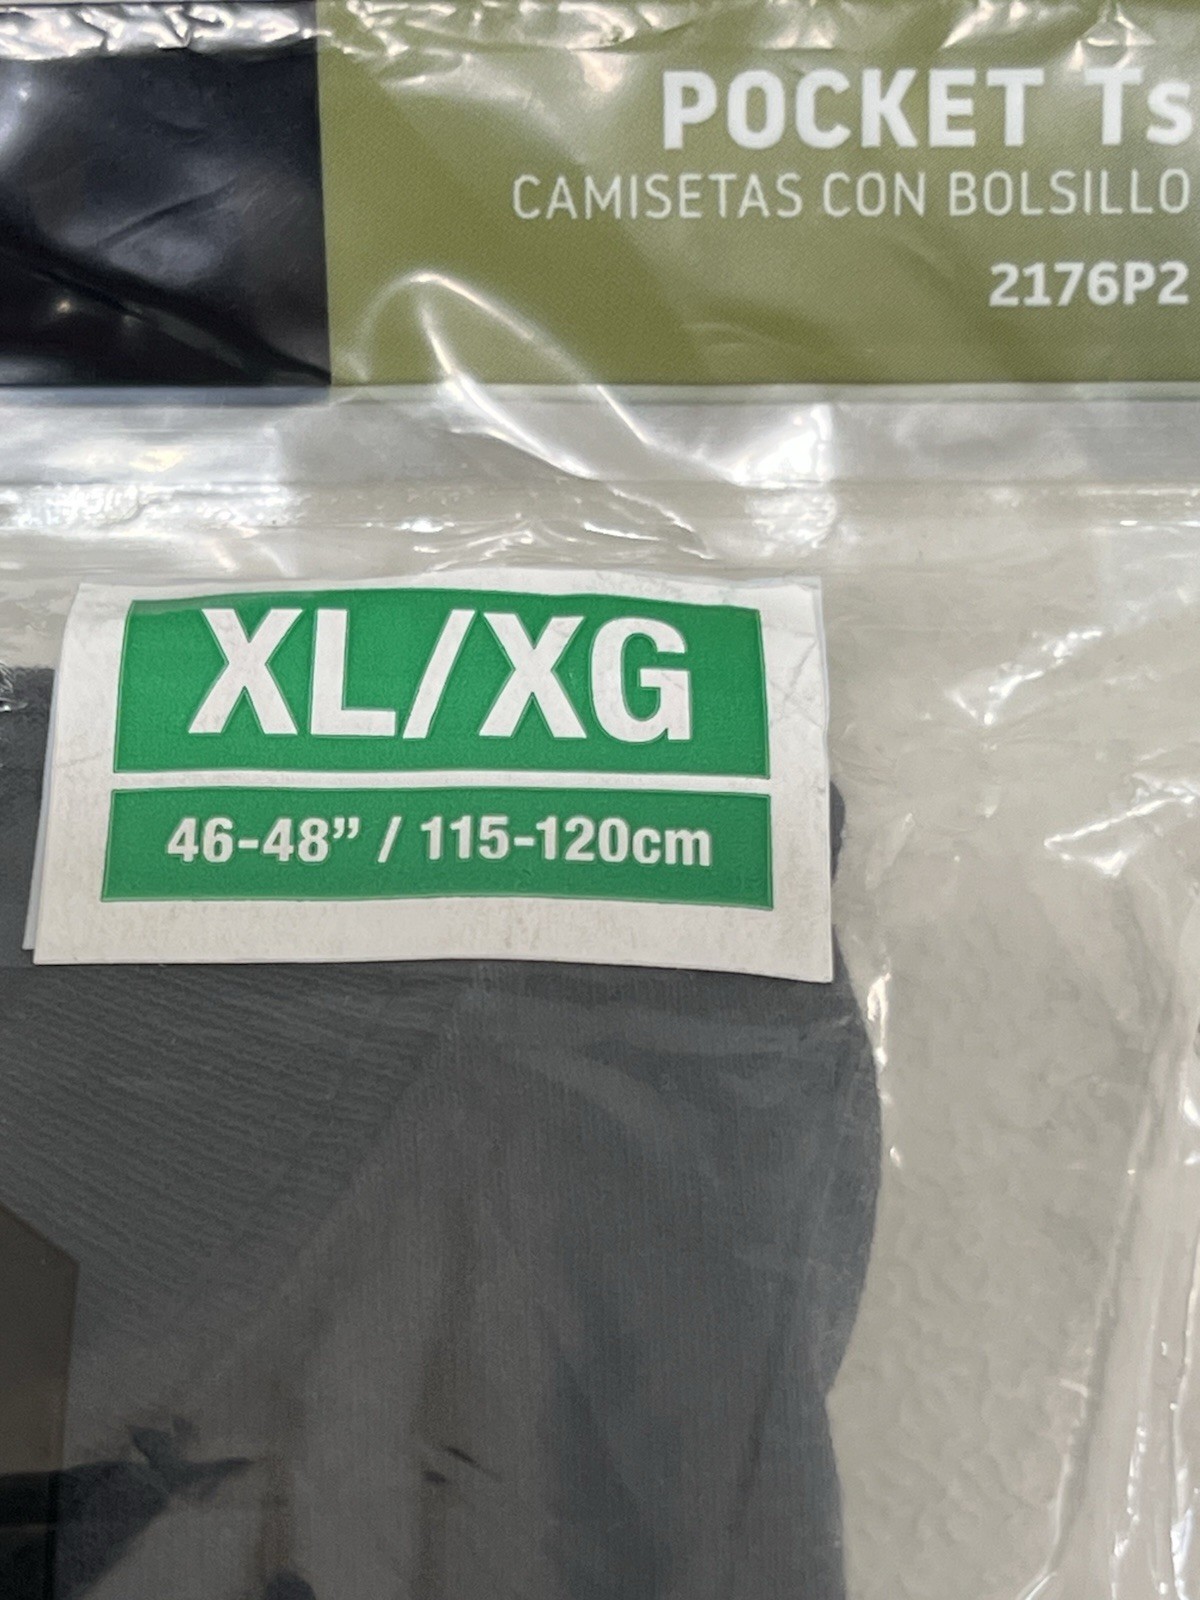 POCKET Ts
CAMISETAS CON BOLSILLO
2176P2
XL/XG
46-48” / 115-120cm